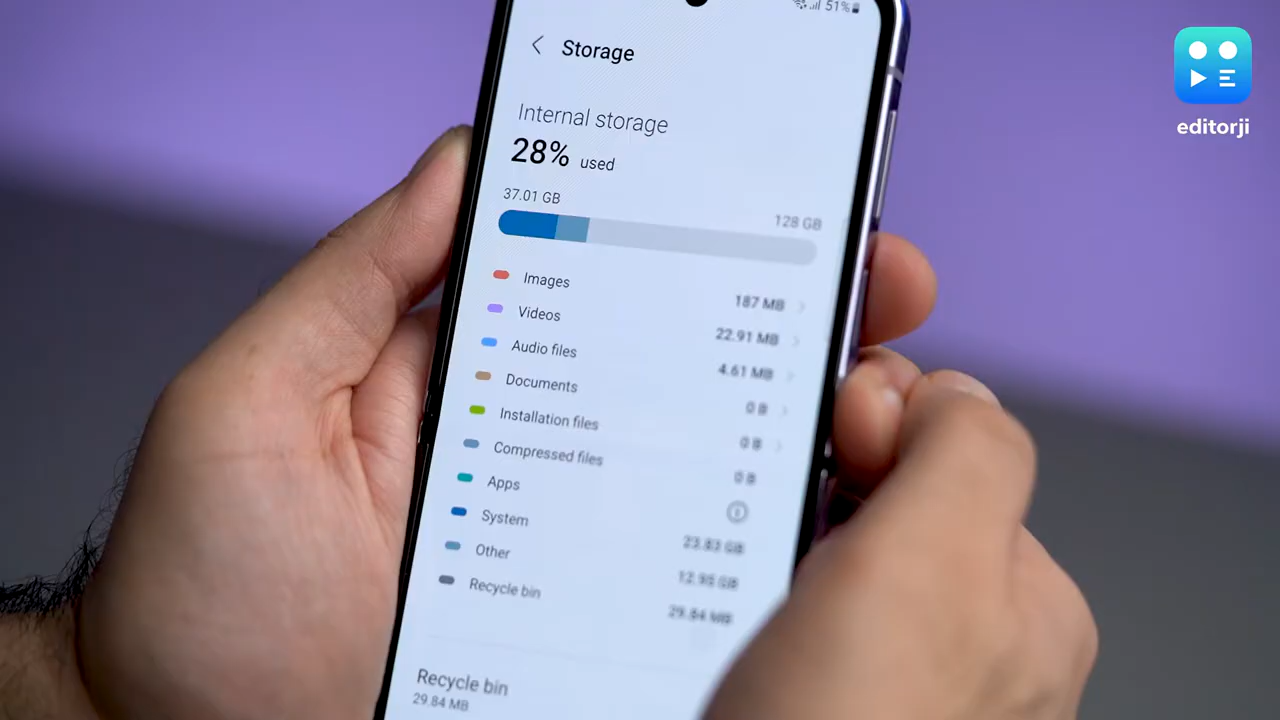 51%
Storage
Internal storage
28% used
37.01 GB
128 GB
Images 187 MB
Videos 22.91 MB
Audio files 4.61 MB
Documents 0 B
Installation files 0 B
Compressed files 0 B
Apps
System 23.83 GB
Other 12.95 GB
Recycle bin 29.84 MB
Recycle bin
29.84 MB
editorji